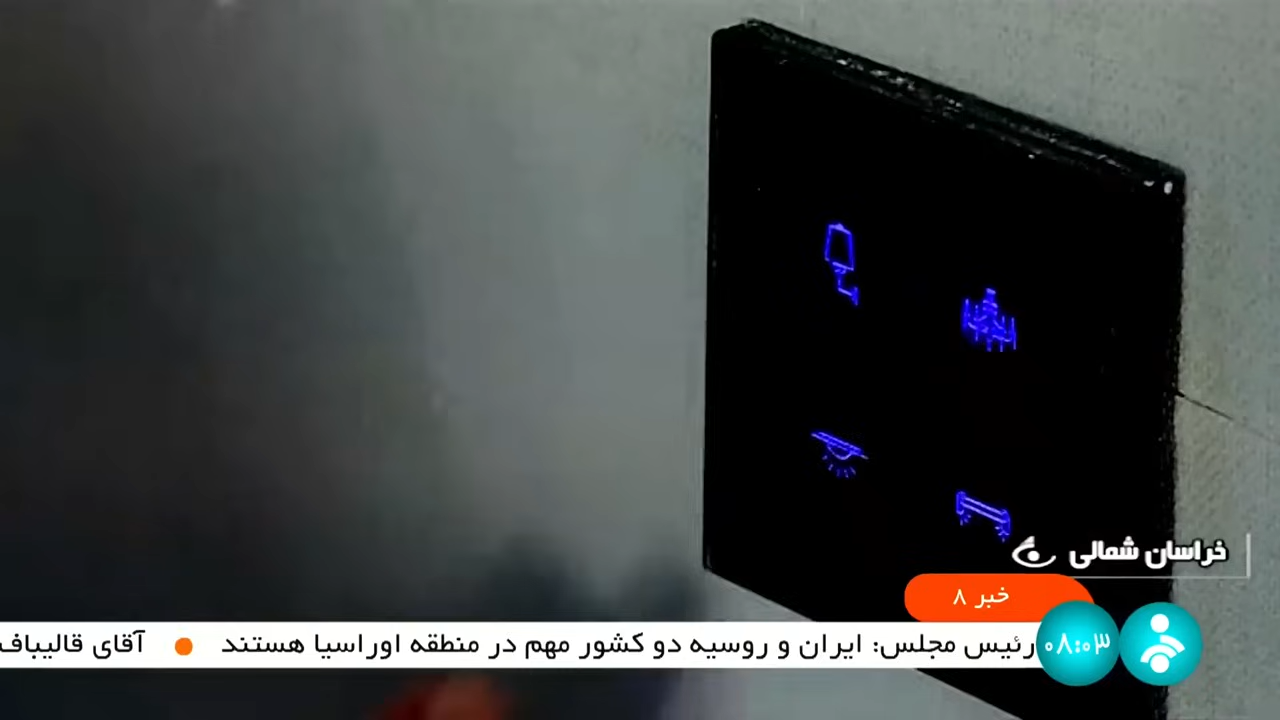 خراسان شمالی
خبر ۸
رئیس مجلس: ایران و روسیه دو کشور مهم در منطقه اوراسیا هستند
آقای قالیباف
۰۸:۰۳